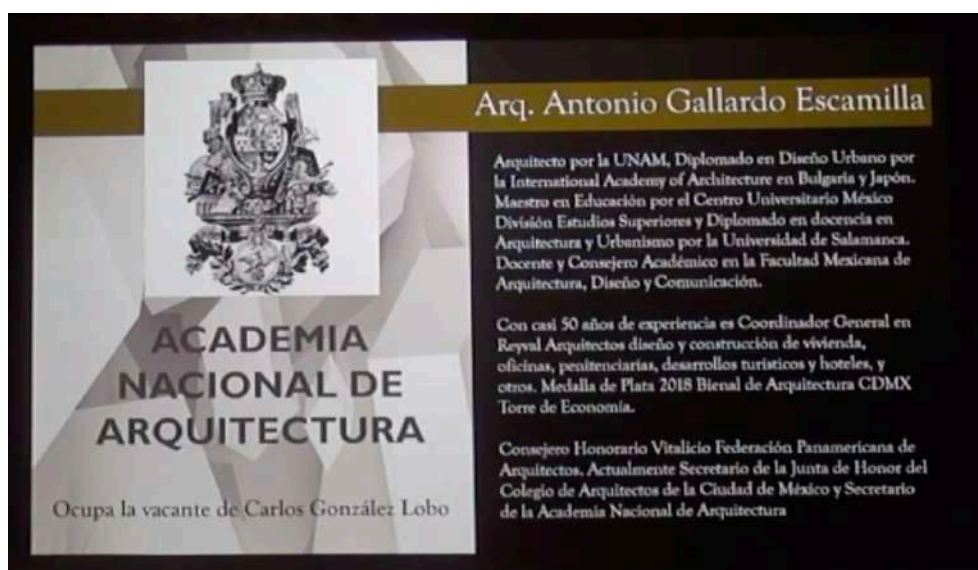 ACADEMIA
NACIONAL DE
ARQUITECTURA
Ocupa la vacante de Carlos González Lobo
Arq. Antonio Gallardo Escamilla
Arquitecto por la UNAM, Diplomado en Diseño Urbano por
la International Academy of Architecture en Bulgaria y Japón.
Maestro en Educación por el Centro Universitario México
División Estudios Superiores y Diplomado en docencia en
Arquitectura y Urbanismo por la Universidad de Salamanca.
Docente y Consejero Académico en la Facultad Mexicana de
Arquitectura, Diseño y Comunicación.
Con casi 50 años de experiencia es Coordinador General en
Reyval Arquitectos diseño y construcción de vivienda,
oficinas, penitenciarias, desarrollos turísticos y hoteles, y
otros. Medalla de Plata 2018 Bienal de Arquitectura CDMX
Torre de Economía.
Consejero Honorario Vitalicio Federación Panamericana de
Arquitectos. Actualmente Secretario de la Junta de Honor del
Colegio de Arquitectos de la Ciudad de México y Secretario
de la Academia Nacional de Arquitectura